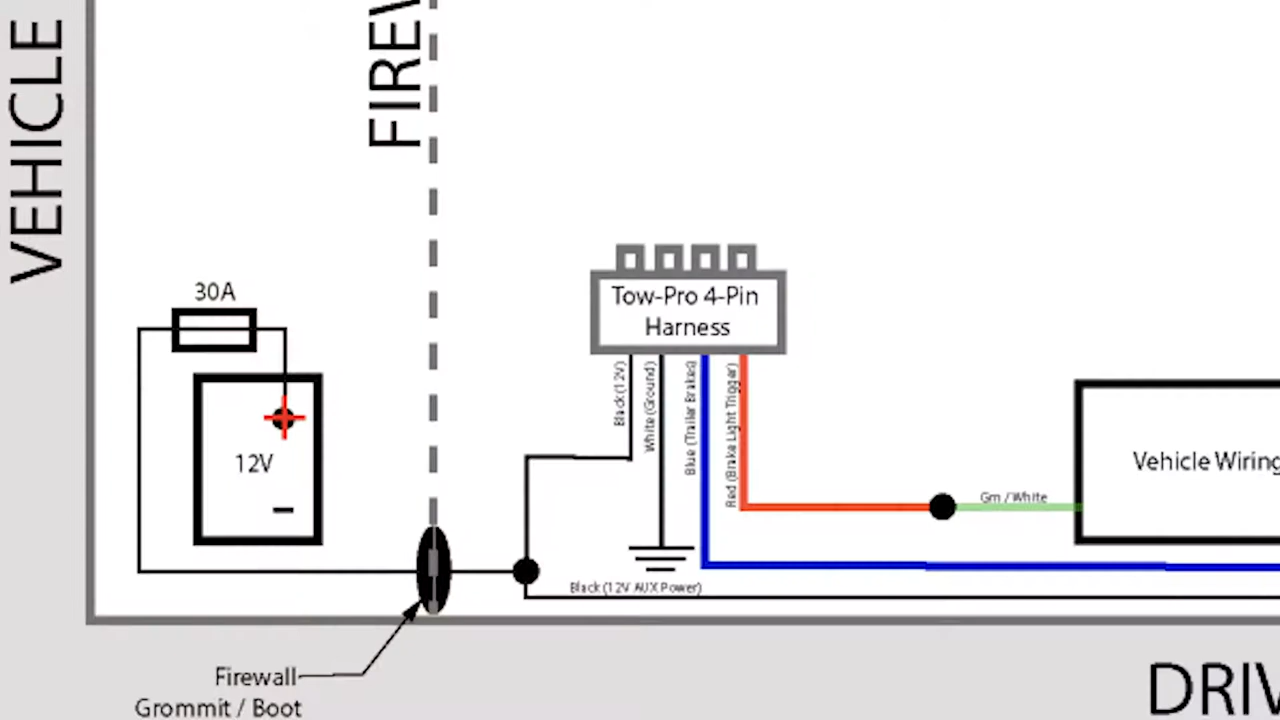 VEHICLE
FIREW
30A
12V
Tow-Pro 4-Pin
Harness
Black (12V)
White (Ground)
Blue (Trailer Brakes)
Red (Brake Light Trigger)
Grn / White
Vehicle Wiring
Black (12V AUX Power)
Firewall
Grommit / Boot
DRIV